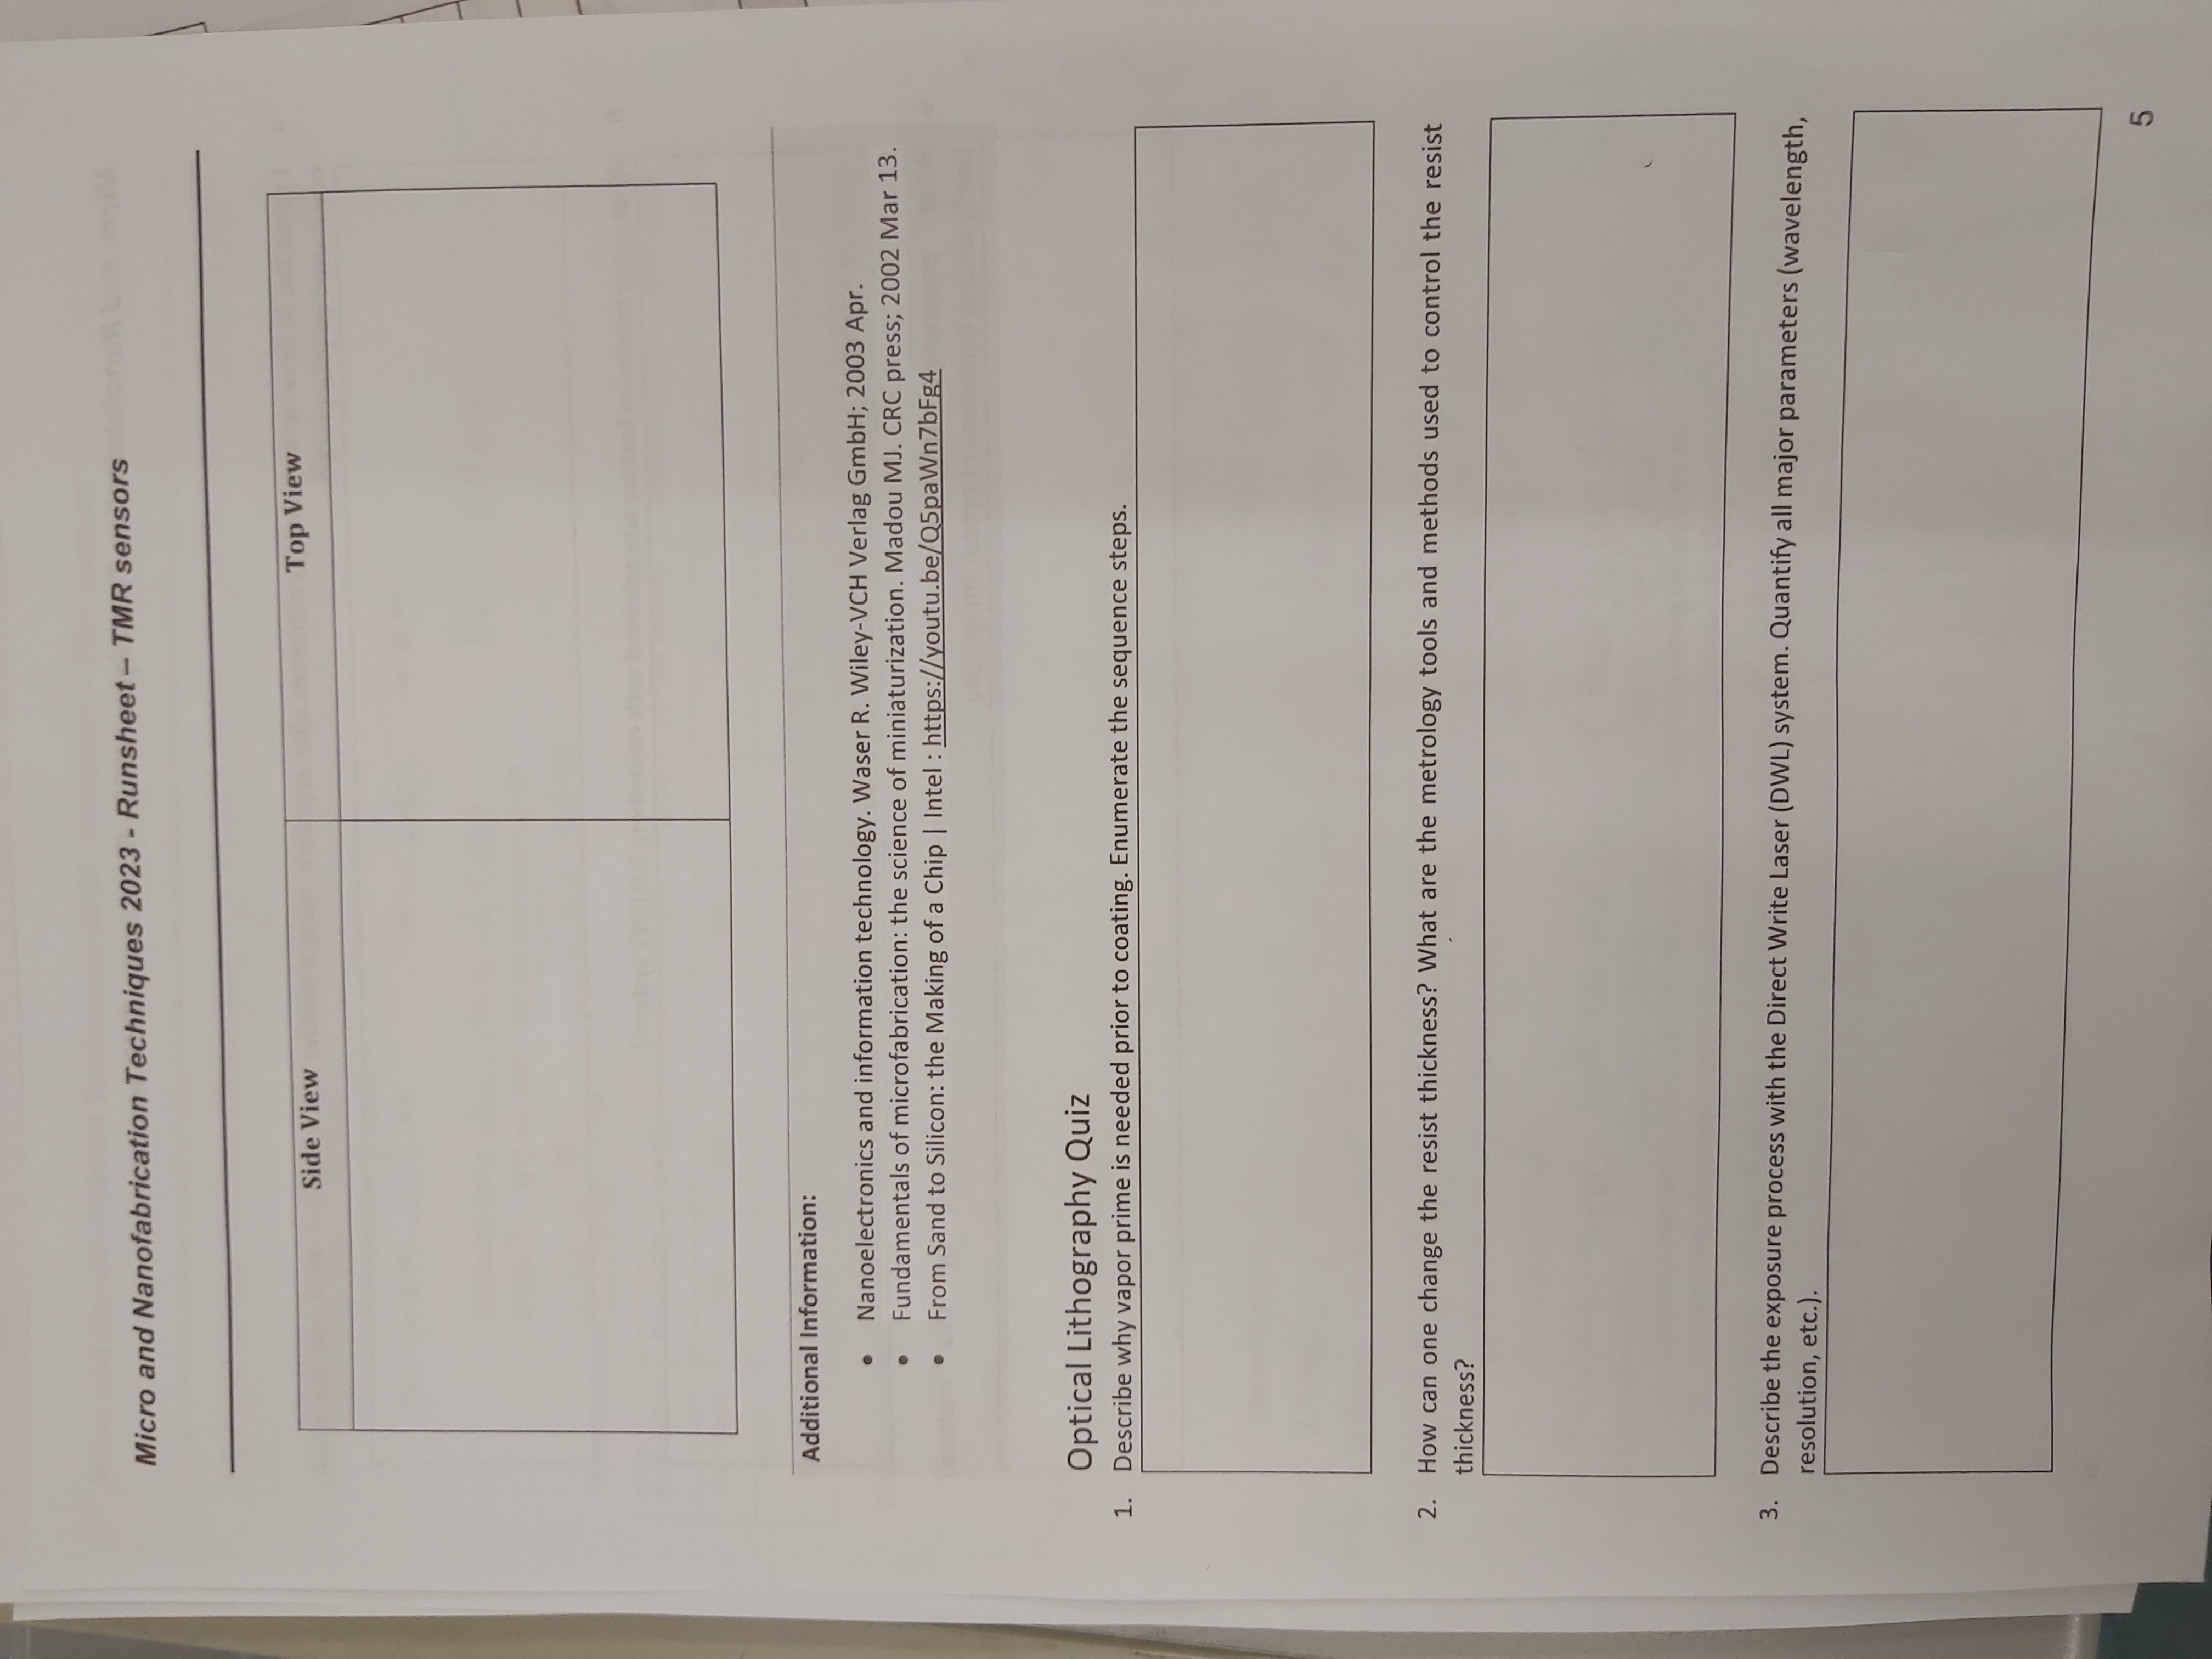 Micro and Nanofabrication Techniques 2023 - Runsheet – TMR sensors
Side View
Top View
Additional Information:
• Nanoelectronics and information technology. Waser R. Wiley-VCH Verlag GmbH; 2003 Apr.
• Fundamentals of microfabrication: the science of miniaturization. Madou MJ. CRC press; 2002 Mar 13.
• From Sand to Silicon: the Making of a Chip | Intel : https://youtu.be/Q5paWn7bFg4
Optical Lithography Quiz
1. Describe why vapor prime is needed prior to coating. Enumerate the sequence steps.
2. How can one change the resist thickness? What are the metrology tools and methods used to control the resist
thickness?
3. Describe the exposure process with the Direct Write Laser (DWL) system. Quantify all major parameters (wavelength,
resolution, etc.).
5